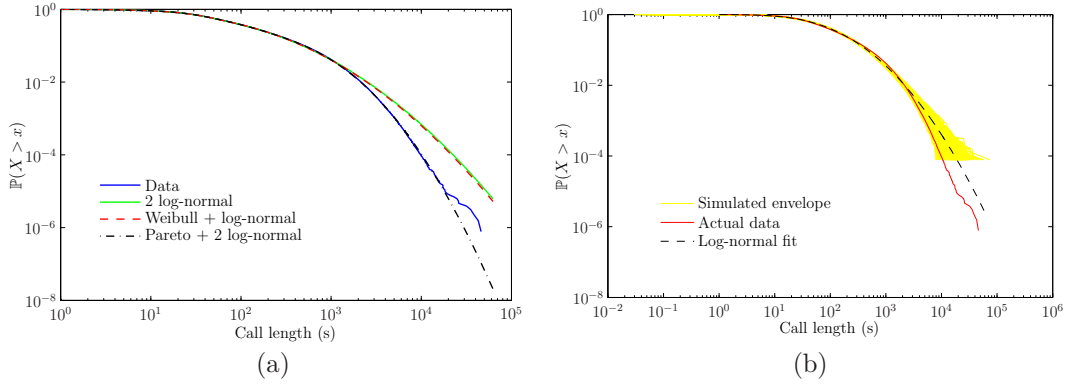 10^0
10^-2
10^-4
10^-6
10^-8
ℙ(X > x)
Data
2 log-normal
Weibull + log-normal
Pareto + 2 log-normal
10^0 10^1 10^2 10^3 10^4 10^5
Call length (s)
(a)
10^0
10^-2
10^-4
10^-6
10^-8
ℙ(X > x)
Simulated envelope
Actual data
Log-normal fit
10^-2 10^-1 10^0 10^1 10^2 10^3 10^4 10^5 10^6
Call length (s)
(b)